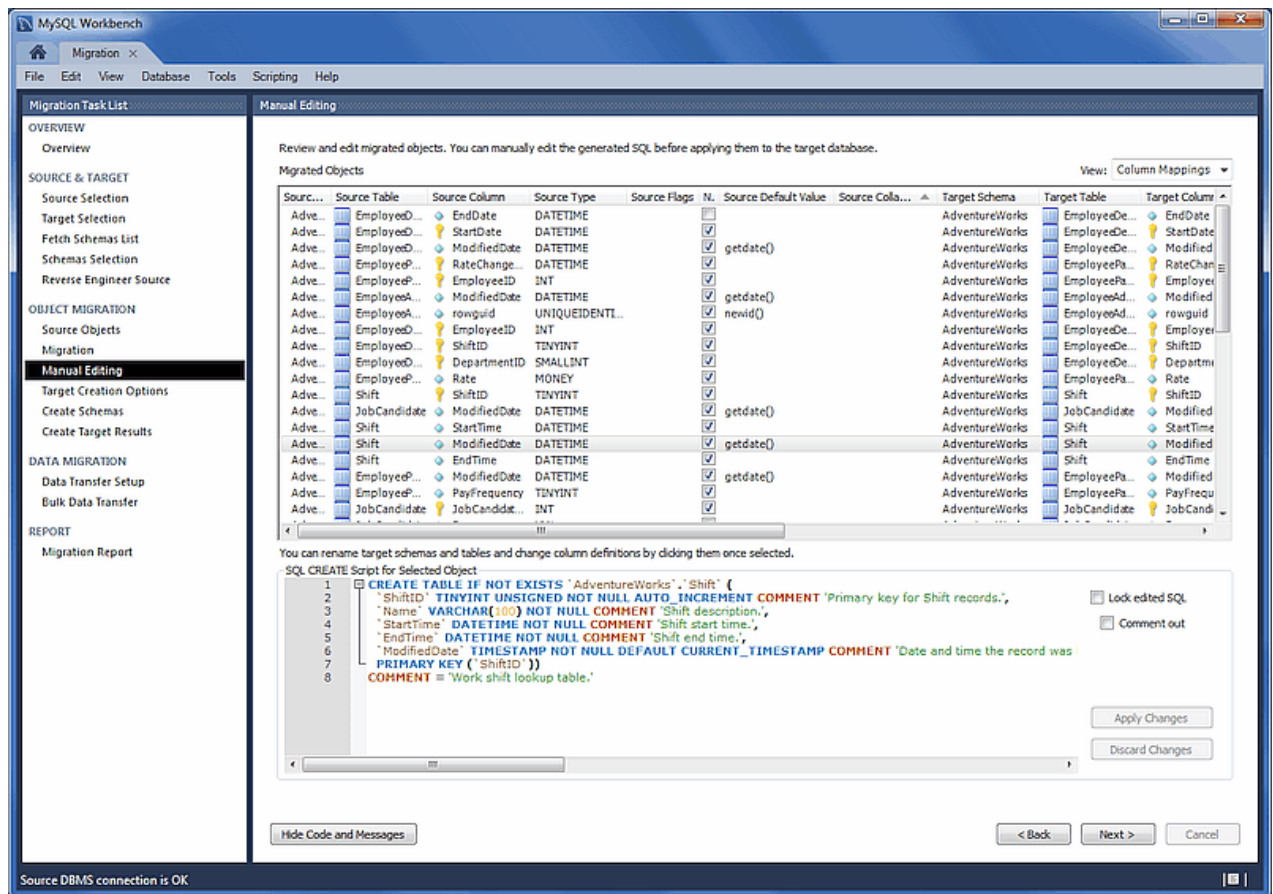 MySQL Workbench
Migration
File Edit View Database Tools Scripting Help
Migration Task List
OVERVIEW
Overview
SOURCE & TARGET
Source Selection
Target Selection
Fetch Schemas List
Schemas Selection
Reverse Engineer Source
OBJECT MIGRATION
Source Objects
Migration
Manual Editing
Target Creation Options
Create Schemas
Create Target Results
DATA MIGRATION
Data Transfer Setup
Bulk Data Transfer
REPORT
Migration Report
Manual Editing
Review and edit migrated objects. You can manually edit the generated SQL before applying them to the target database.
Migrated Objects View: Column Mappings
Sourc... Source Table Source Column Source Type Source Flags N. Source Default Value Source Colla... Target Schema Target Table Target Column
Adve... EmployeeD... EndDate DATETIME AdventureWorks EmployeeDe... EndDate
Adve... EmployeeD... StartDate DATETIME AdventureWorks EmployeeDe... StartDate
Adve... EmployeeD... ModifiedDate DATETIME getdate() AdventureWorks EmployeeDe... Modified
Adve... EmployeeP... RateChange... DATETIME AdventureWorks EmployeePa... RateChan
Adve... EmployeeP... EmployeeID INT AdventureWorks EmployeePa... Employee
Adve... EmployeeA... ModifiedDate DATETIME getdate() AdventureWorks EmployeeAd... Modified
Adve... EmployeeA... rowguid UNIQUEIDENTI... newid() AdventureWorks EmployeeAd... rowguid
Adve... EmployeeD... EmployeeID INT AdventureWorks EmployeeDe... Employee
Adve... EmployeeD... ShiftID TINYINT AdventureWorks EmployeeDe... ShiftID
Adve... EmployeeD... DepartmentID SMALLINT AdventureWorks EmployeeDe... Departme
Adve... EmployeeP... Rate MONEY AdventureWorks EmployeePa... Rate
Adve... Shift ShiftID TINYINT AdventureWorks Shift ShiftID
Adve... JobCandidate ModifiedDate DATETIME getdate() AdventureWorks JobCandidate Modified
Adve... Shift StartTime DATETIME AdventureWorks Shift StartTime
Adve... Shift ModifiedDate DATETIME getdate() AdventureWorks Shift Modified
Adve... Shift EndTime DATETIME AdventureWorks Shift EndTime
Adve... EmployeeP... ModifiedDate DATETIME getdate() AdventureWorks EmployeePa... Modified
Adve... EmployeeP... PayFrequency TINYINT AdventureWorks EmployeePa... PayFrequ
Adve... JobCandidate JobCandidat... INT AdventureWorks JobCandidate JobCandi
You can rename target schemas and tables and change column definitions by clicking them once selected.
SQL CREATE Script for Selected Object
1 CREATE TABLE IF NOT EXISTS `AdventureWorks`.`Shift` (
2 `ShiftID` TINYINT UNSIGNED NOT NULL AUTO_INCREMENT COMMENT 'Primary key for Shift records.',
3 `Name` VARCHAR(100) NOT NULL COMMENT 'Shift description.',
4 `StartTime` DATETIME NOT NULL COMMENT 'Shift start time.',
5 `EndTime` DATETIME NOT NULL COMMENT 'Shift end time.',
6 `ModifiedDate` TIMESTAMP NOT NULL DEFAULT CURRENT_TIMESTAMP COMMENT 'Date and time the record was
7 PRIMARY KEY (`ShiftID`))
8 COMMENT = 'Work shift lookup table.'
Lock edited SQL
Comment out
Apply Changes
Discard Changes
Hide Code and Messages < Back Next > Cancel
Source DBMS connection is OK